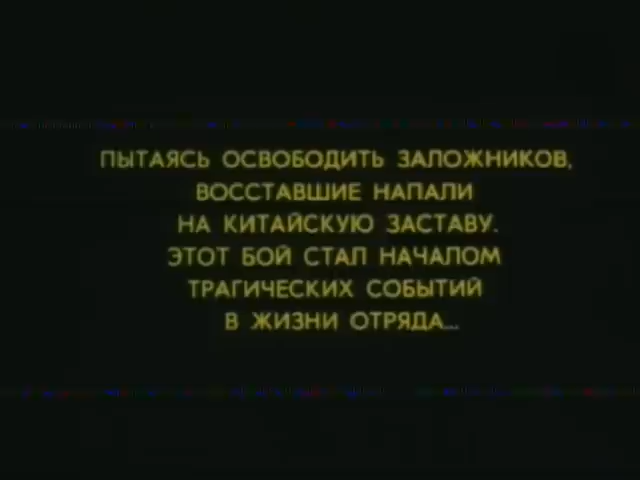 ПЫТАЯСЬ ОСВОБОДИТЬ ЗАЛОЖНИКОВ,
ВОССТАВШИЕ НАПАЛИ
НА КИТАЙСКУЮ ЗАСТАВУ.
ЭТОТ БОЙ СТАЛ НАЧАЛОМ
ТРАГИЧЕСКИХ СОБЫТИЙ
В ЖИЗНИ ОТРЯДА...